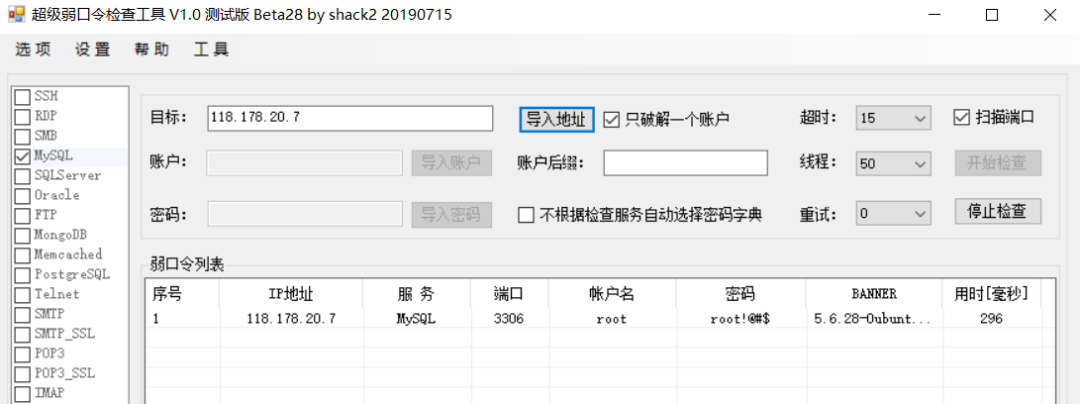 超级弱口令检查工具 V1.0 测试版 Beta28 by shack2 20190715
选项 设置 帮助 工具
SSH
RDP
SMB
MySQL
SQLServer
Oracle
FTP
MongoDB
Memcached
PostgreSQL
Telnet
SMTP
SMTP_SSL
POP3
POP3_SSL
IMAP
目标: 118.178.20.7 导入地址 只破解一个账户 超时: 15 扫描端口
账户: 导入账户 账户后缀: 线程: 50 开始检查
密码: 导入密码 不根据检查服务自动选择密码字典 重试: 0 停止检查
弱口令列表
序号 IP地址 服 务 端口 帐户名 密码 BANNER 用时[毫秒]
1 118.178.20.7 MySQL 3306 root root!@#$ 5.6.28-0ubunt... 296